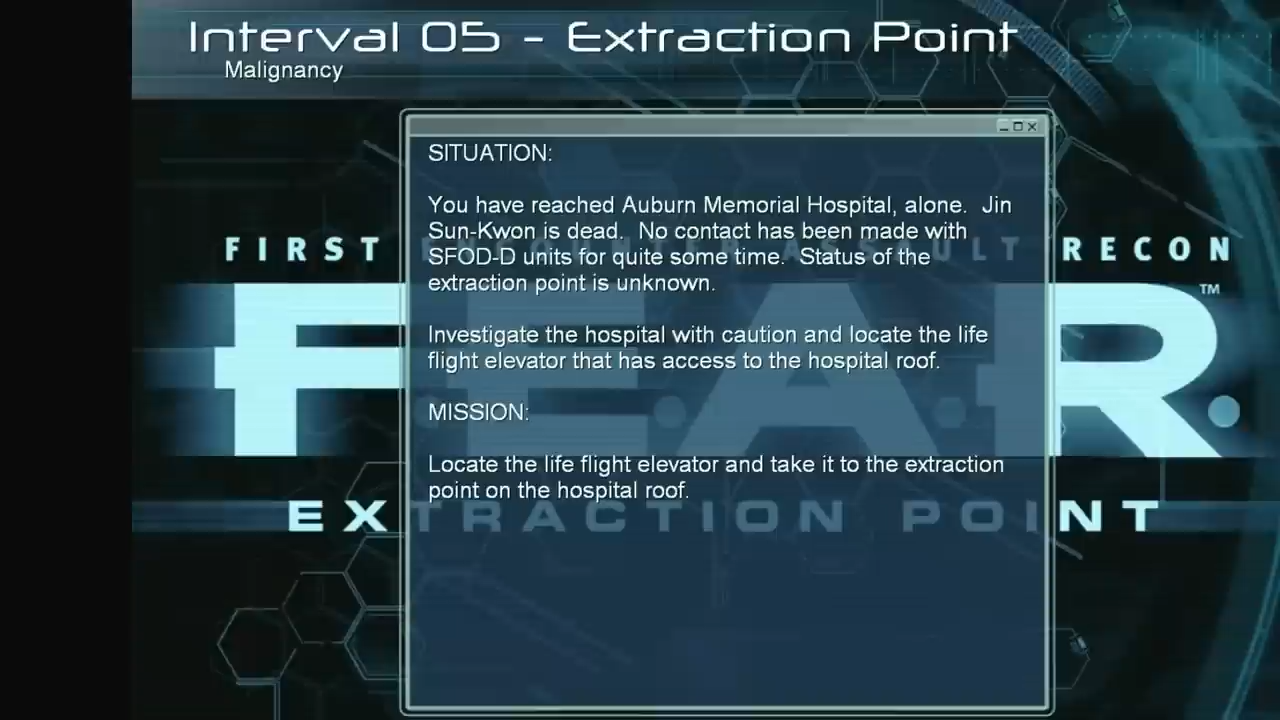 Interval 05 - Extraction Point
Malignancy
SITUATION:
You have reached Auburn Memorial Hospital, alone.  Jin
Sun-Kwon is dead.  No contact has been made with
SFOD-D units for quite some time.  Status of the
extraction point is unknown.
Investigate the hospital with caution and locate the life
flight elevator that has access to the hospital roof.
MISSION:
Locate the life flight elevator and take it to the extraction
point on the hospital roof.
FIRST ENCOUNTER ASSAULT RECON
F.E.A.R.™
EXTRACTION POINT